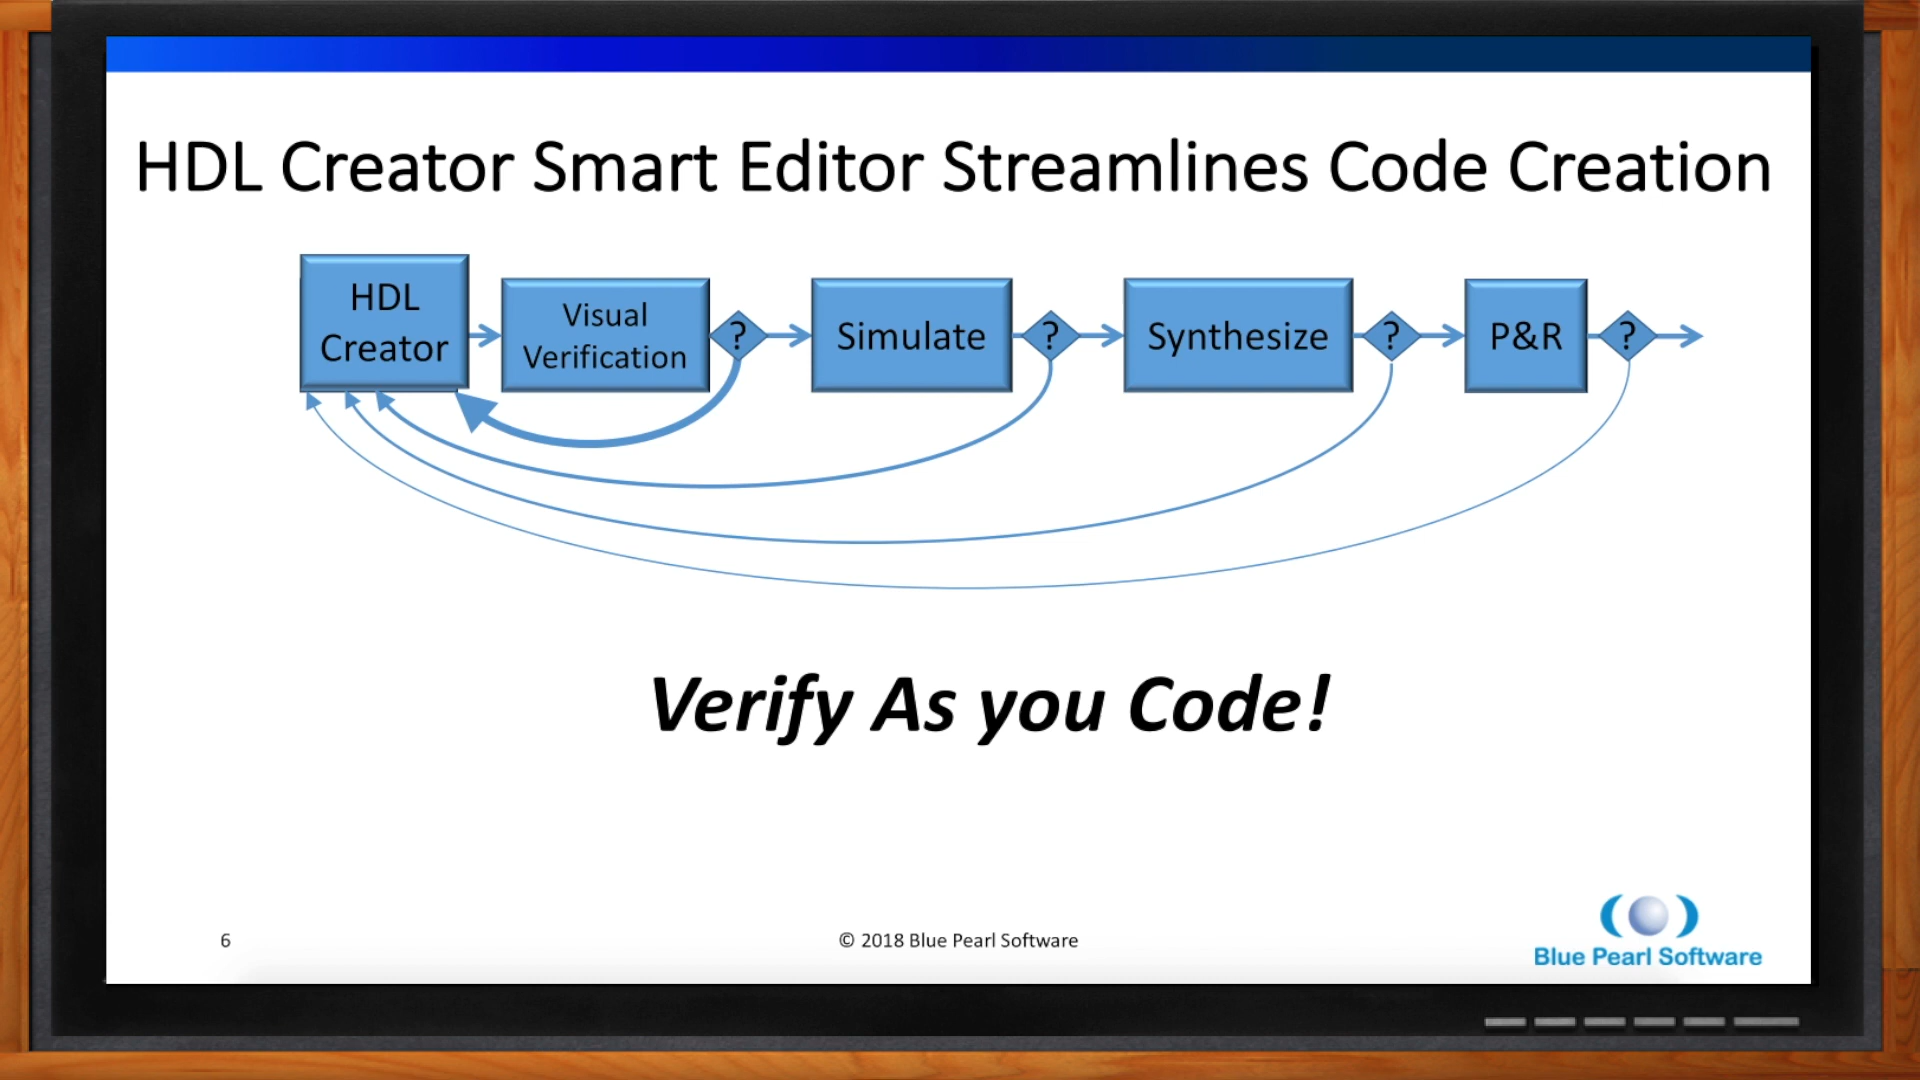 HDL Creator Smart Editor Streamlines Code Creation
HDL
Creator
Visual
Verification
?
Simulate
?
Synthesize
?
P&R
?
Verify As you Code!
6
© 2018 Blue Pearl Software
Blue Pearl Software